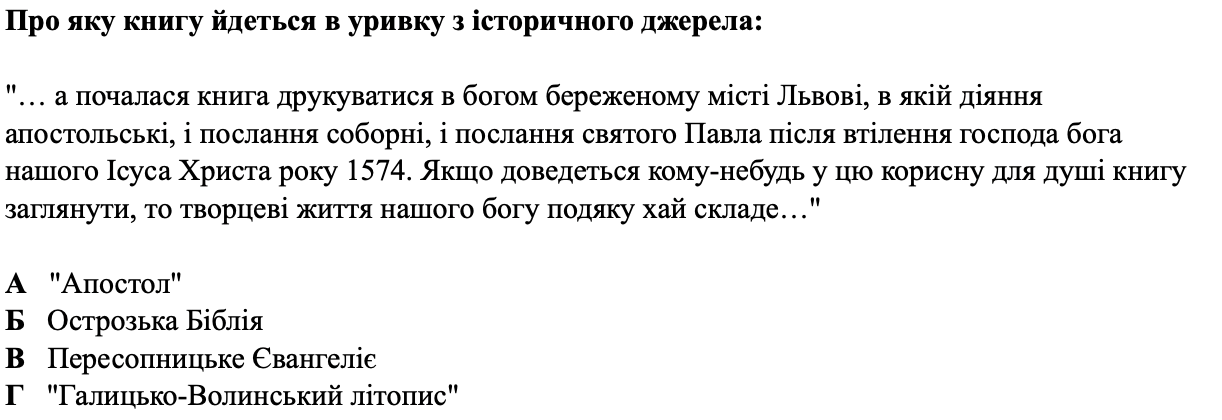 Про яку книгу йдеться в уривку з історичного джерела:
"… а почалася книга друкуватися в богом береженому місті Львові, в якій діяння
апостольські, і послання соборні, і послання святого Павла після втілення господа бога
нашого Ісуса Христа року 1574. Якщо доведеться кому-небудь у цю корисну для душі книгу
заглянути, то творцеві життя нашого богу подяку хай складе…"
А "Апостол"
Б Острозька Біблія
В Пересопницьке Євангеліє
Г "Галицько-Волинський літопис"